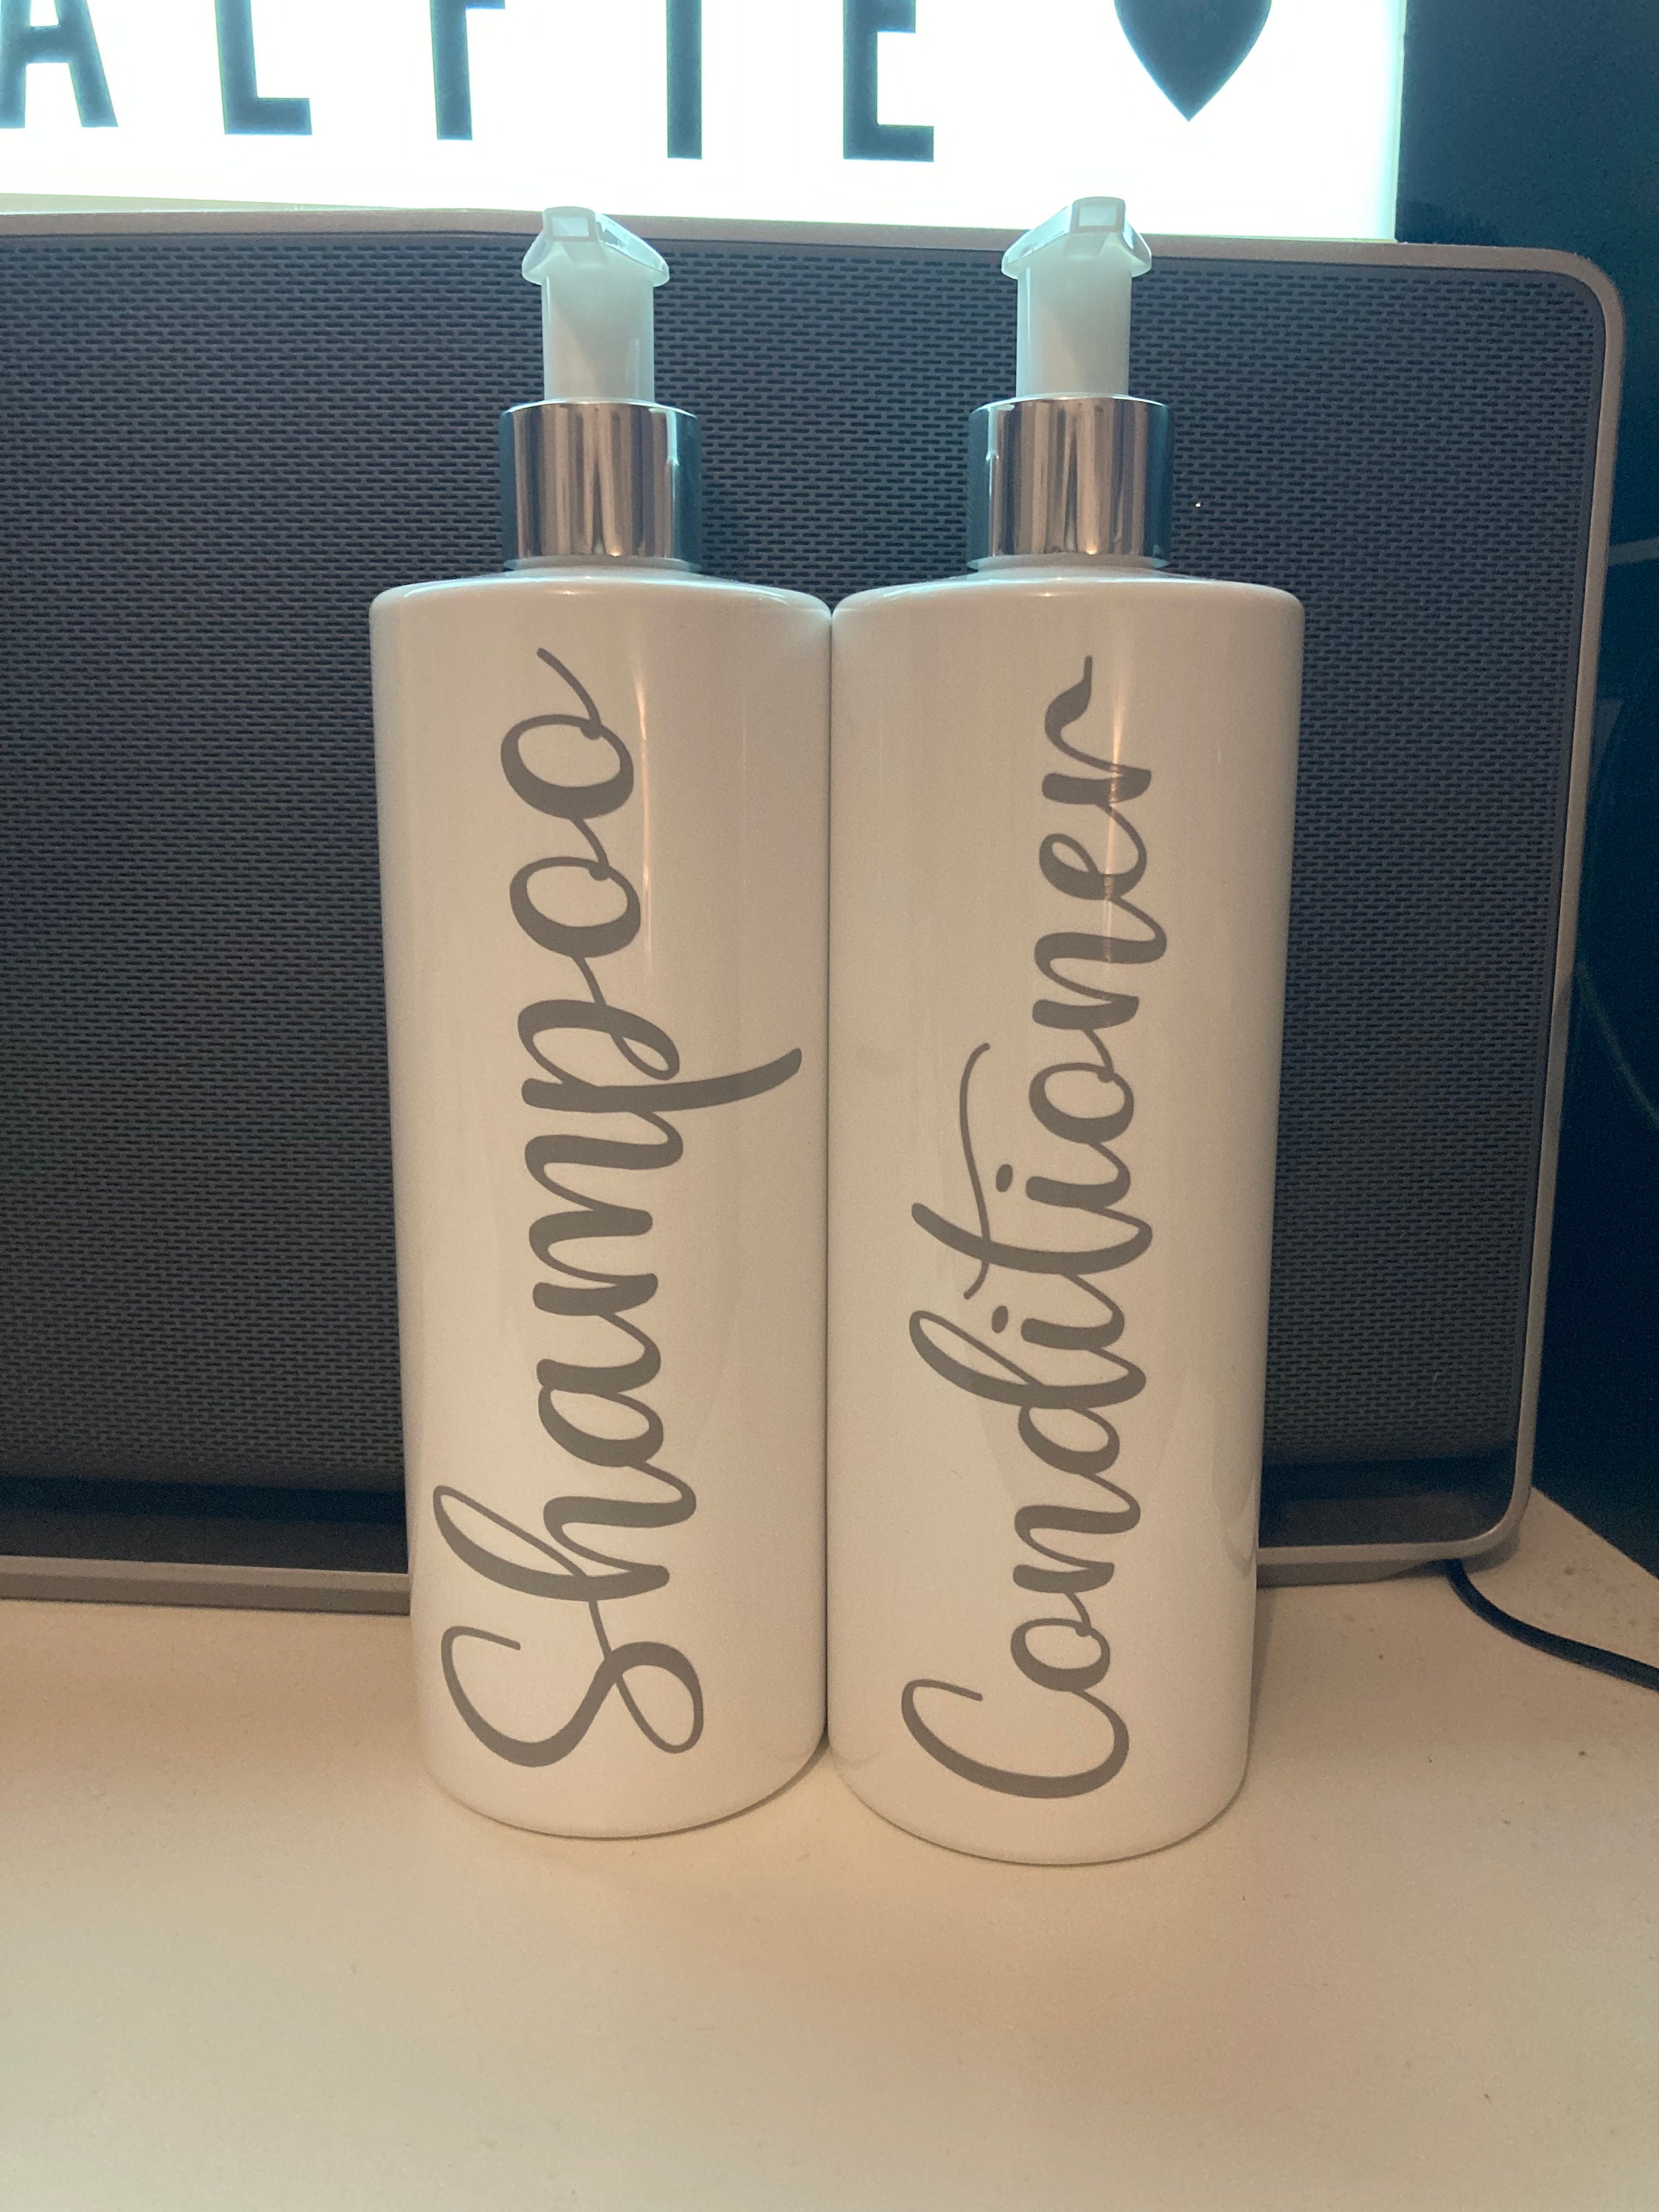 ALFIE ♥
Shampoo
Conditioner